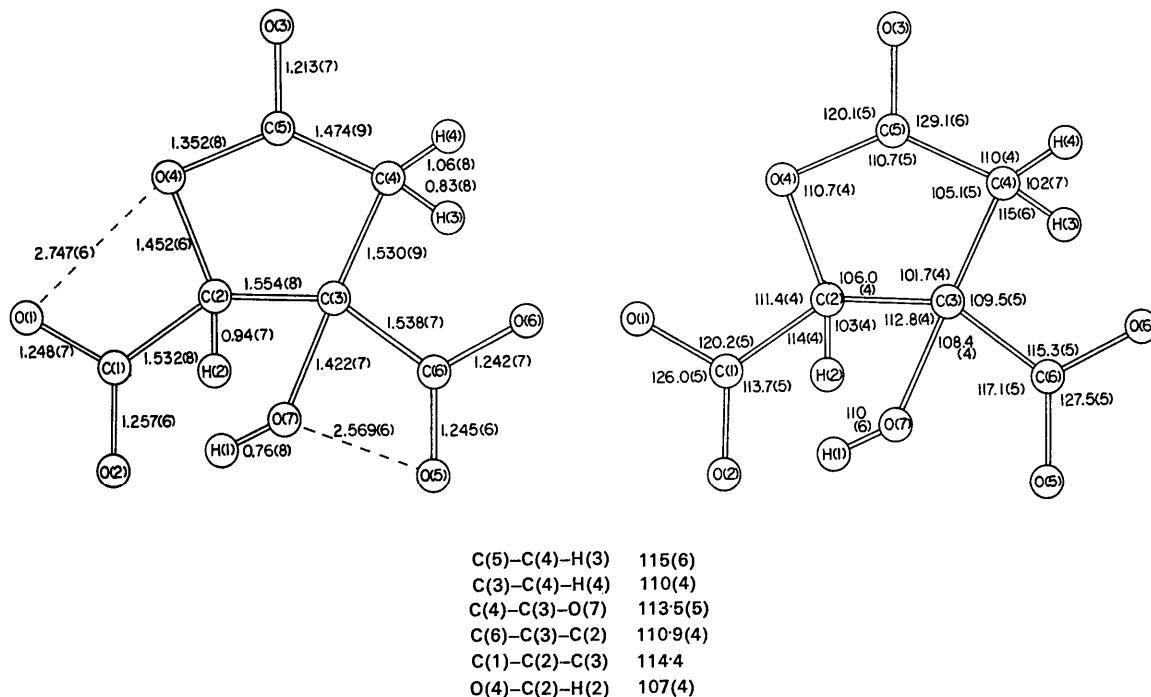 O(3)
1.213(7)
C(5)
1.352(8)
1.474(9)
H(4)
O(4)
1.06(8)
C(4)
0.83(8)
H(3)
2.747(6)
1.452(6)
1.530(9)
1.554(8)
C(2)
C(3)
O(1)
0.94(7)
1.538(7)
O(6)
1.248(7)
1.532(8)
H(2)
1.422(7)
1.242(7)
C(1)
C(6)
1.257(6)
O(7)
2.569(6)
1.245(6)
H(1)
0.76(8)
O(2)
O(5)
O(3)
120.1(5)
129.1(6)
C(5)
110.7(5)
H(4)
110(4)
O(4)
110.7(4)
C(4)
102(7)
105.1(5)
115(6)
H(3)
106.0
(4)
101.7(4)
111.4(4)
C(2)
C(3)
109.5(5)
103(4)
112.8(4)
O(1)
114(4)
108.4
(4)
O(6)
120.2(5)
H(2)
115.3(5)
126.0(5)
C(1)
113.7(5)
117.1(5)
C(6)
127.5(5)
110
(6)
O(7)
H(1)
O(2)
O(5)
C(5)–C(4)–H(3) 115(6)
C(3)–C(4)–H(4) 110(4)
C(4)–C(3)–O(7) 113·5(5)
C(6)–C(3)–C(2) 110·9(4)
C(1)–C(2)–C(3) 114·4
O(4)–C(2)–H(2) 107(4)